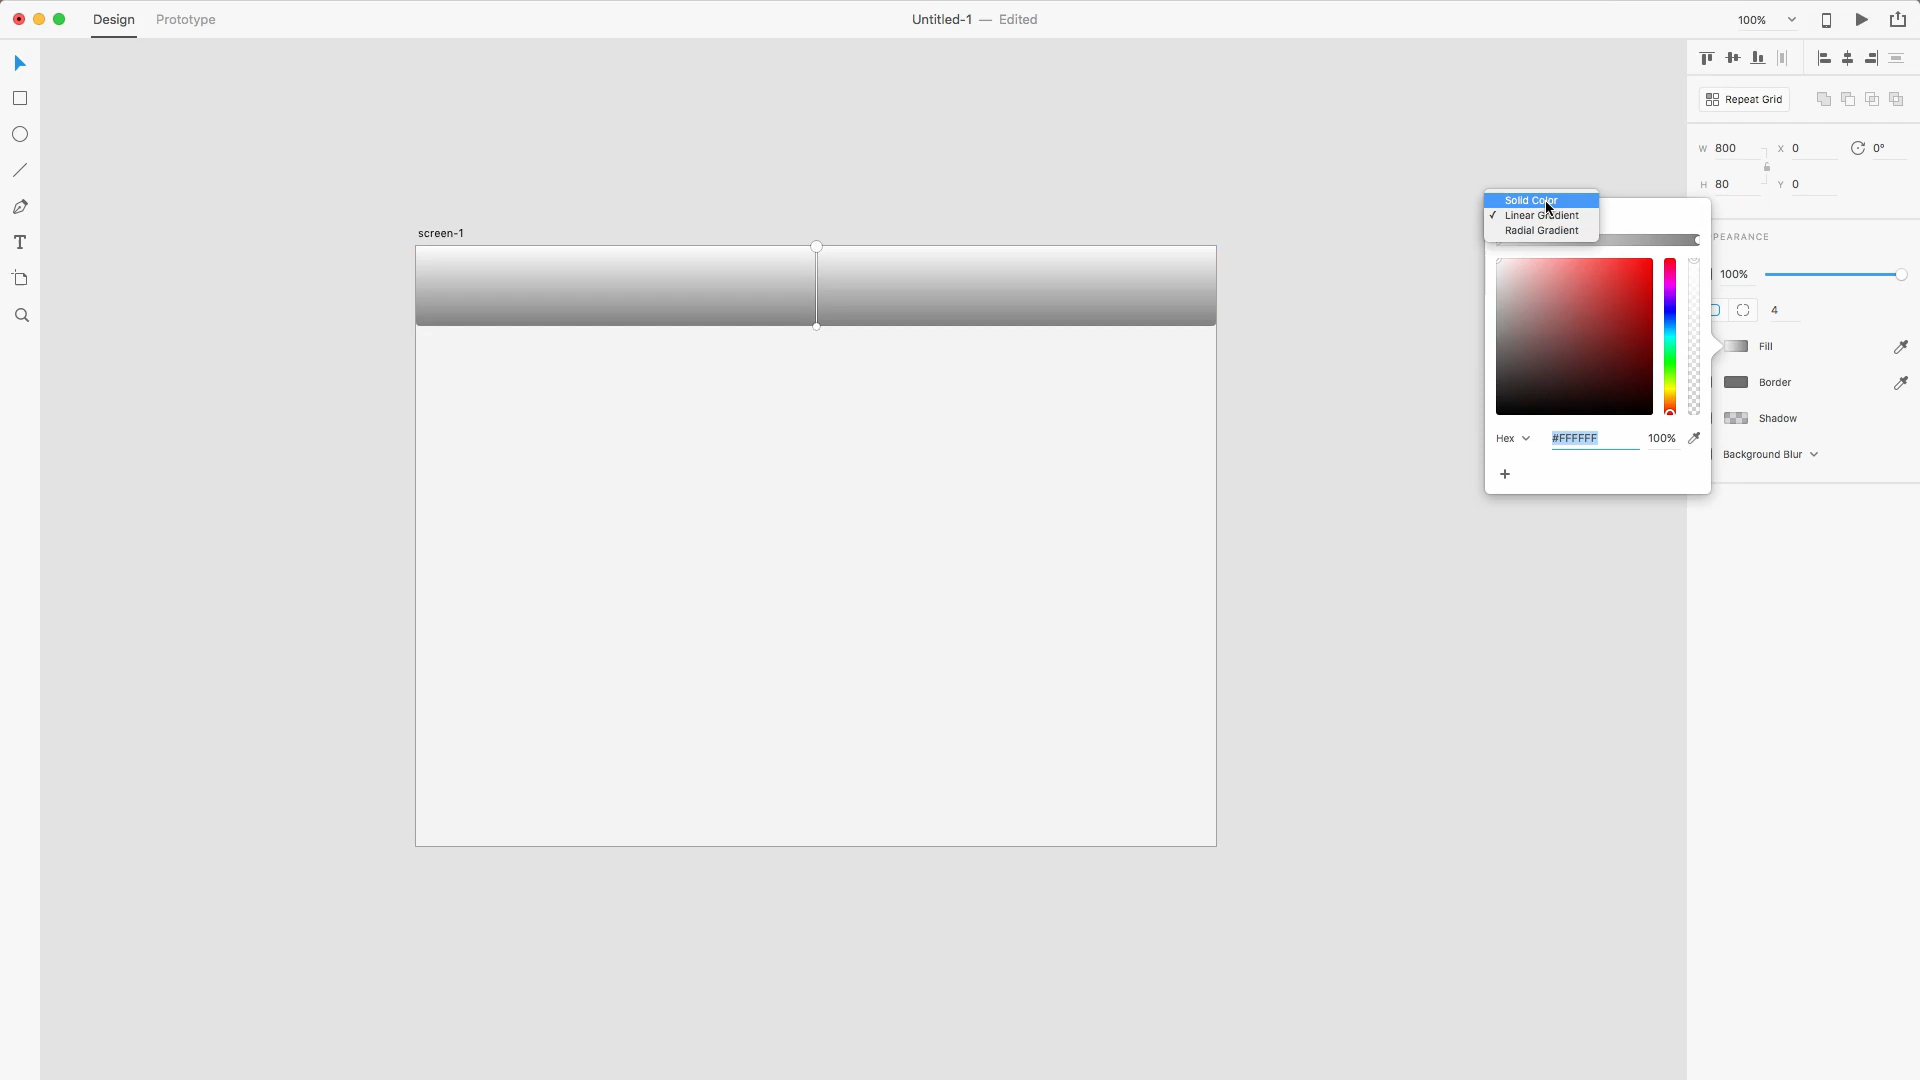 Design Prototype Untitled-1 — Edited 100%
Repeat Grid
W 800 X 0 0°
H 80 Y 0
Solid Color
Linear Gradient
Radial Gradient
screen-1
PEARANCE
100%
4
Fill
Border
Shadow
Hex #FFFFFF 100%
Background Blur